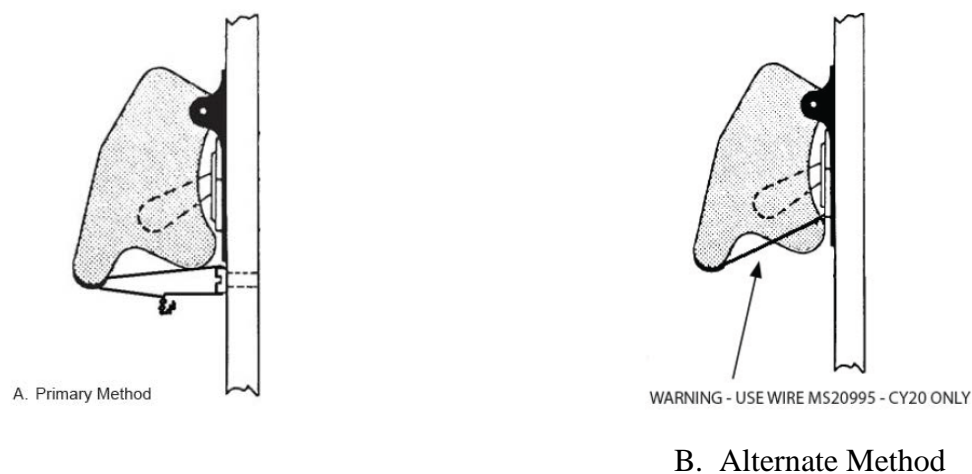 A. Primary Method
WARNING - USE WIRE MS20995 - CY20 ONLY
B. Alternate Method